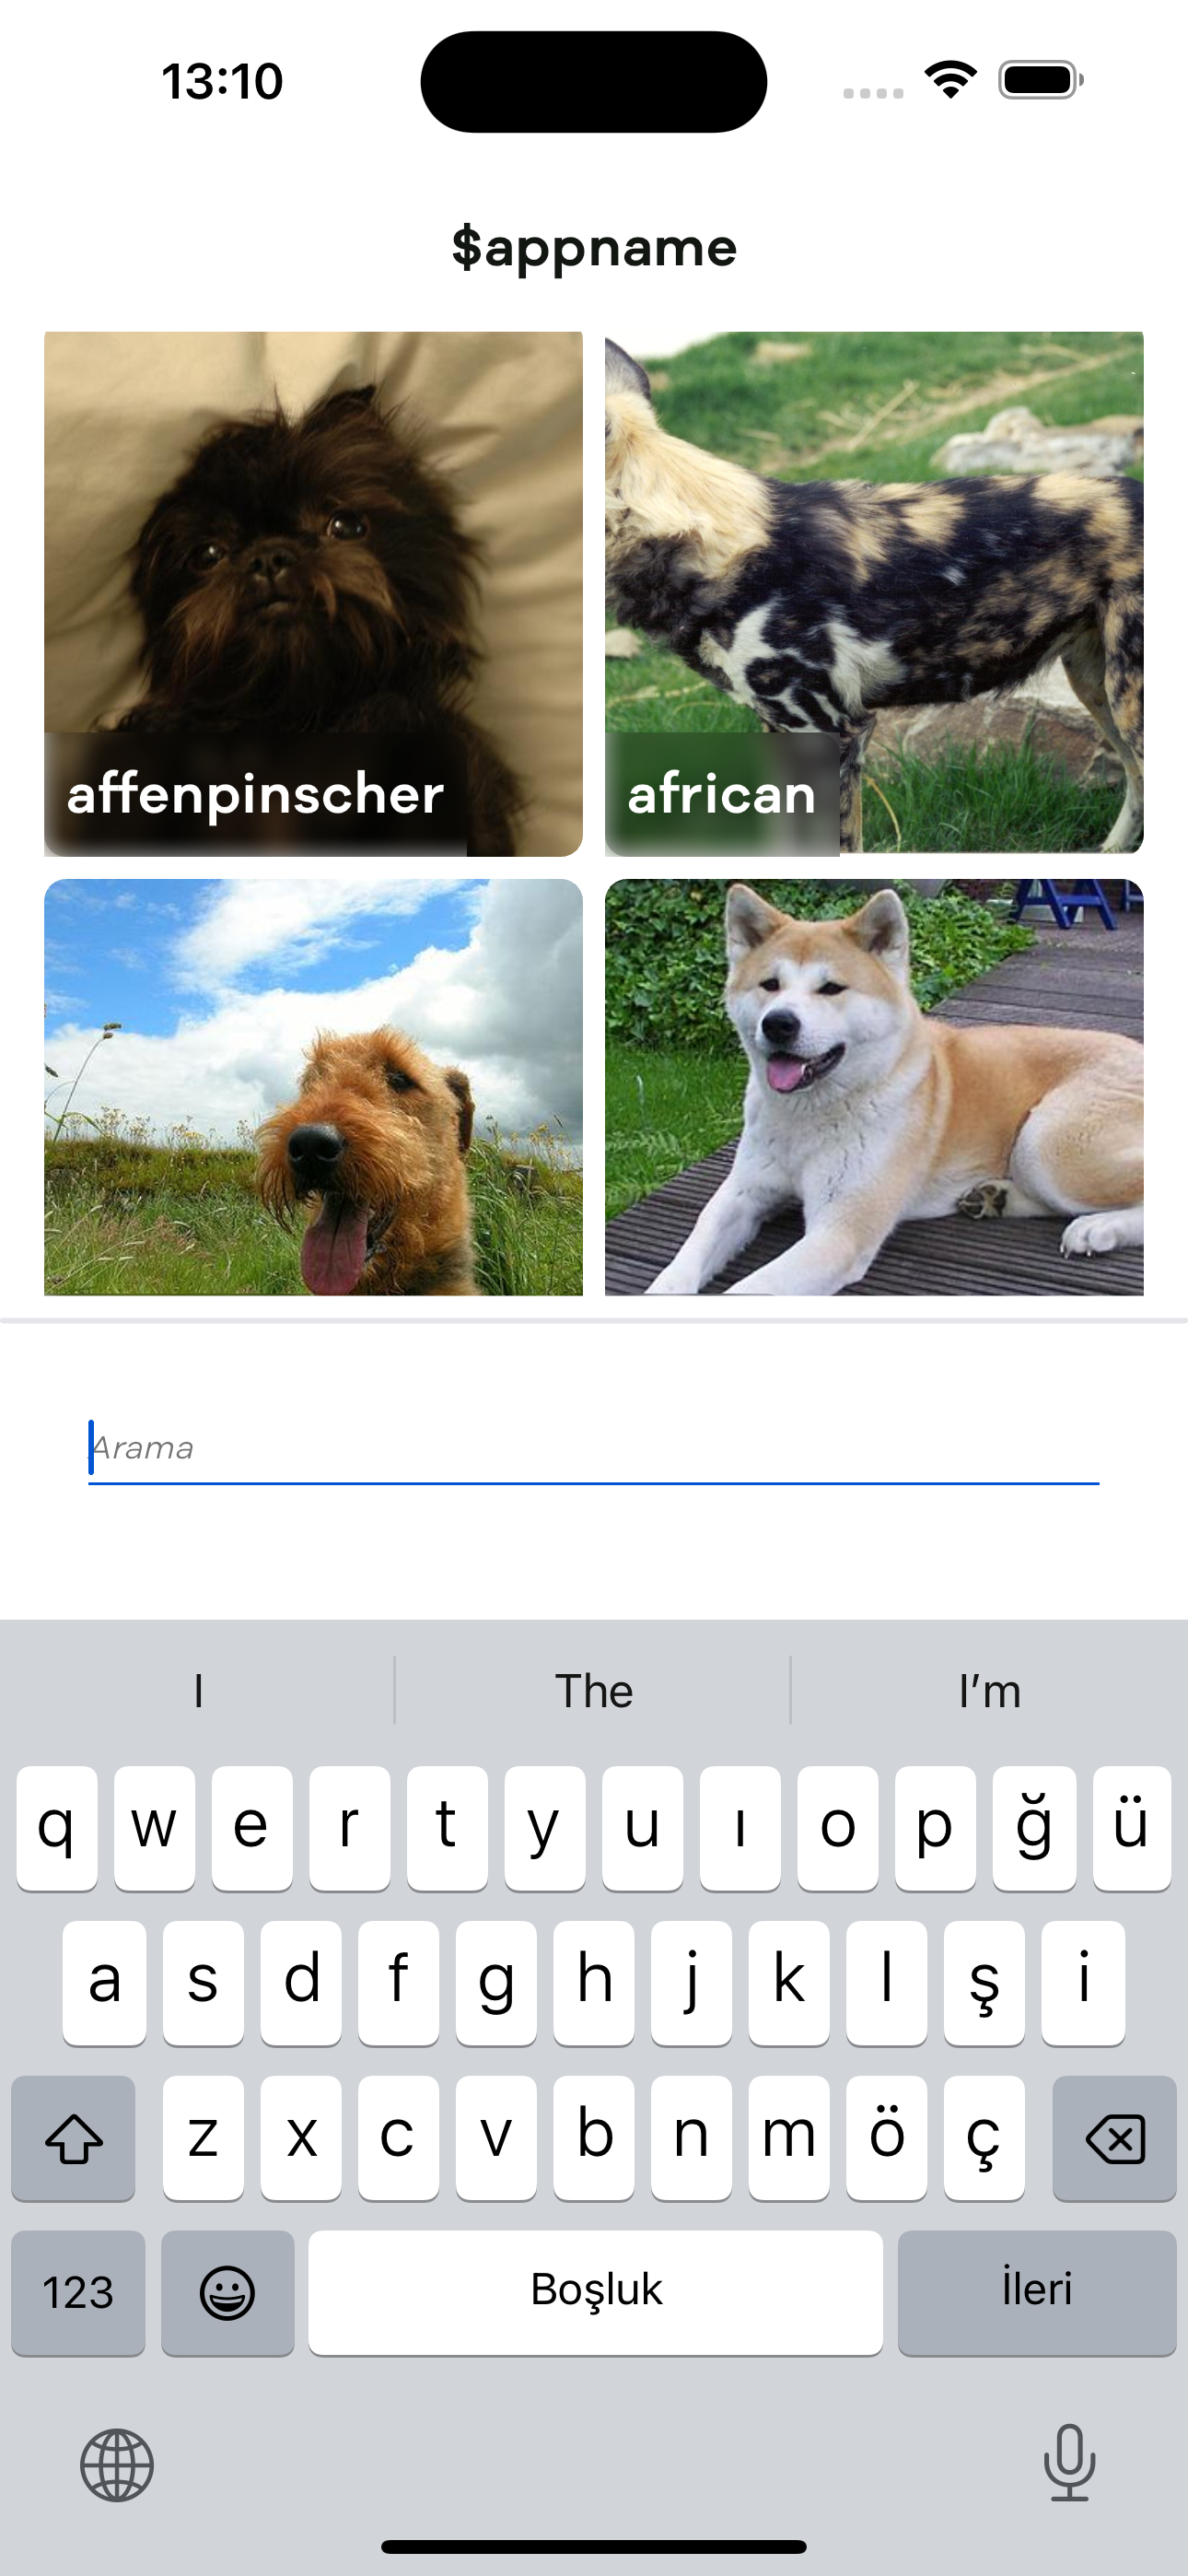 13:10
$appname
affenpinscher
african
Arama
I The I’m
q w e r t y u ı o p ğ ü
a s d f g h j k l ş i
z x c v b n m ö ç
123 Boşluk İleri